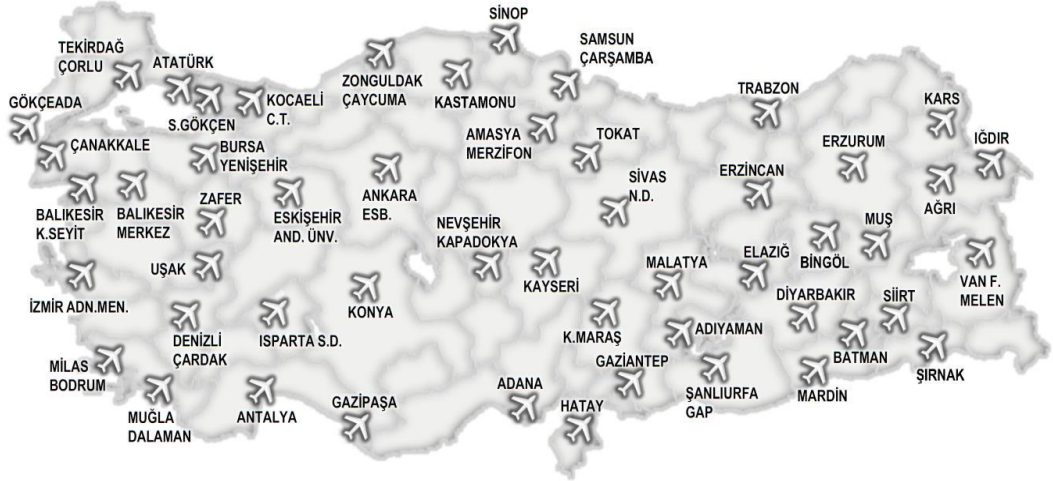 SİNOP
TEKİRDAĞ
ÇORLU
ATATÜRK
SAMSUN
ÇARŞAMBA
ZONGULDAK
ÇAYCUMA
KASTAMONU
TRABZON
KARS
GÖKÇEADA
S.GÖKÇEN
KOCAELİ
C.T.
AMASYA
MERZİFON
TOKAT
ERZURUM
IĞDIR
ÇANAKKALE
BURSA
YENİŞEHİR
ANKARA
ESB.
SİVAS
N.D.
ERZİNCAN
AĞRI
BALIKESİR
K.SEYİT
BALIKESİR
MERKEZ
ZAFER
ESKİŞEHİR
AND. ÜNV.
NEVŞEHİR
KAPADOKYA
MUŞ
BİNGÖL
ELAZIĞ
MALATYA
UŞAK
KAYSERİ
VAN F.
MELEN
İZMİR ADN.MEN.
KONYA
DİYARBAKIR
SİİRT
DENİZLİ
ÇARDAK
ISPARTA S.D.
K.MARAŞ
ADIYAMAN
BATMAN
ŞIRNAK
MİLAS
BODRUM
GAZİANTEP
ŞANLIURFA
GAP
MARDİN
MUĞLA
DALAMAN
ANTALYA
GAZİPAŞA
ADANA
HATAY